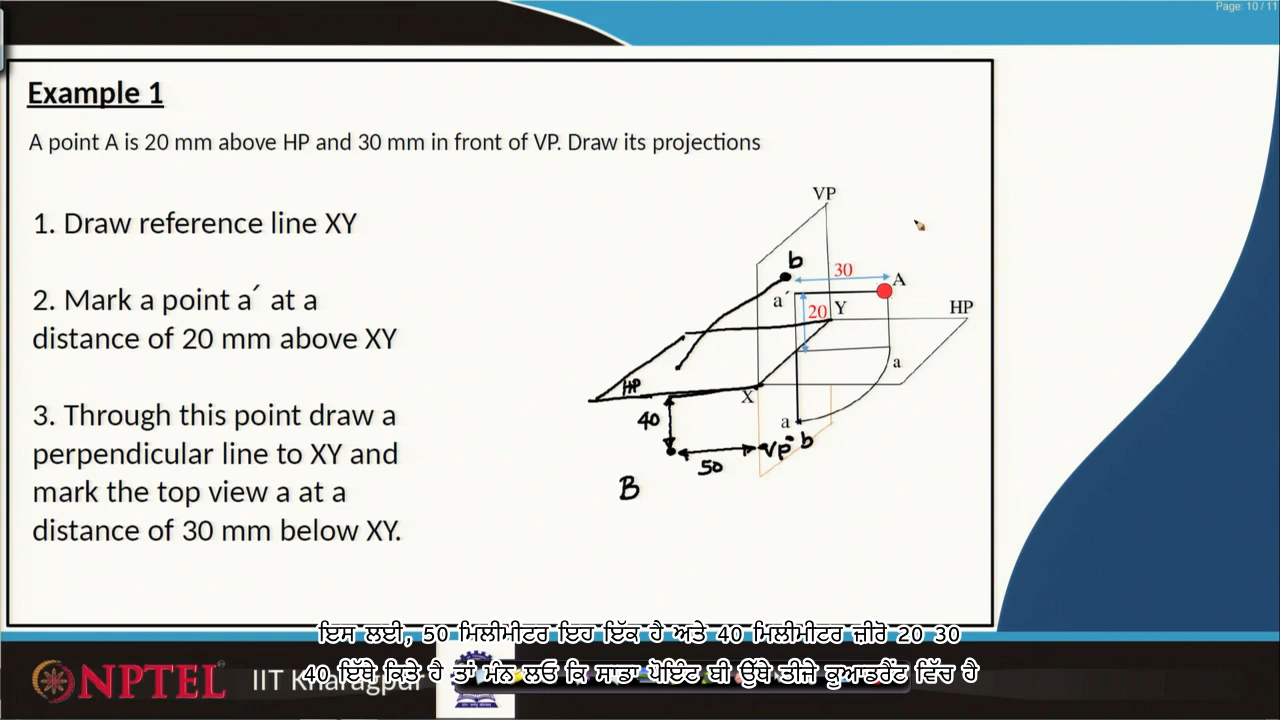 Page: 10 / 11
Example 1
A point A is 20 mm above HP and 30 mm in front of VP. Draw its projections
1. Draw reference line XY
2. Mark a point a´ at a
distance of 20 mm above XY
3. Through this point draw a
perpendicular line to XY and
mark the top view a at a
distance of 30 mm below XY.
VP
b
30
A
a´
20
Y
HP
HP
a
X
40
a
VP
b
50
B
ਇਸ ਲਈ, 50 ਮਿਲੀਮੀਟਰ ਇਹ ਇੱਕ ਹੈ ਅਤੇ 40 ਮਿਲੀਮੀਟਰ ਜ਼ੀਰੋ 20 30
40 ਇੱਥੇ ਕਿਤੇ ਹੈ ਤਾਂ ਮੰਨ ਲਓ ਕਿ ਸਾਡਾ ਪੋਇੰਟ ਬੀ ਉੱਥੇ ਤੀਜੇ ਕੁਆਡਰੈਂਟ ਵਿੱਚ ਹੈ
NPTEL
IIT Kharagpur